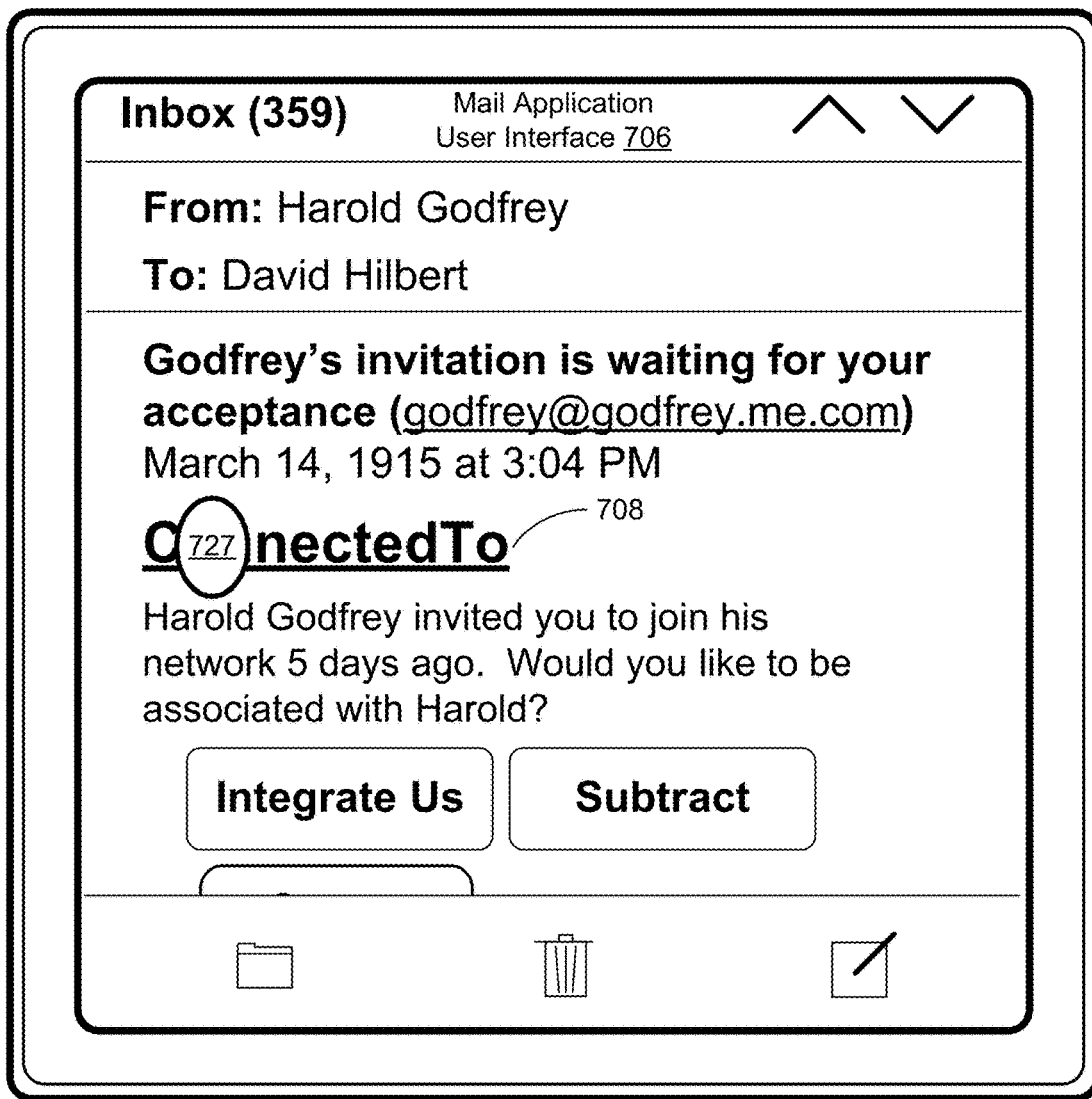 Inbox (359)
Mail Application
User Interface 706
From: Harold Godfrey
To: David Hilbert
Godfrey’s invitation is waiting for your
acceptance (godfrey@godfrey.me.com)
March 14, 1915 at 3:04 PM
708
C 727 nectedTo
Harold Godfrey invited you to join his
network 5 days ago. Would you like to be
associated with Harold?
Integrate Us
Subtract